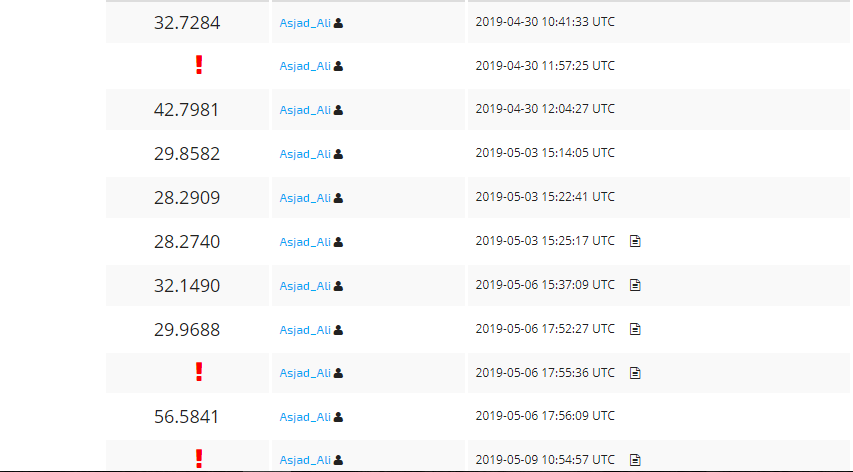 32.7284 Asjad_Ali 2019-04-30 10:41:33 UTC
! Asjad_Ali 2019-04-30 11:57:25 UTC
42.7981 Asjad_Ali 2019-04-30 12:04:27 UTC
29.8582 Asjad_Ali 2019-05-03 15:14:05 UTC
28.2909 Asjad_Ali 2019-05-03 15:22:41 UTC
28.2740 Asjad_Ali 2019-05-03 15:25:17 UTC
32.1490 Asjad_Ali 2019-05-06 15:37:09 UTC
29.9688 Asjad_Ali 2019-05-06 17:52:27 UTC
! Asjad_Ali 2019-05-06 17:55:36 UTC
56.5841 Asjad_Ali 2019-05-06 17:56:09 UTC
! Asjad_Ali 2019-05-09 10:54:57 UTC